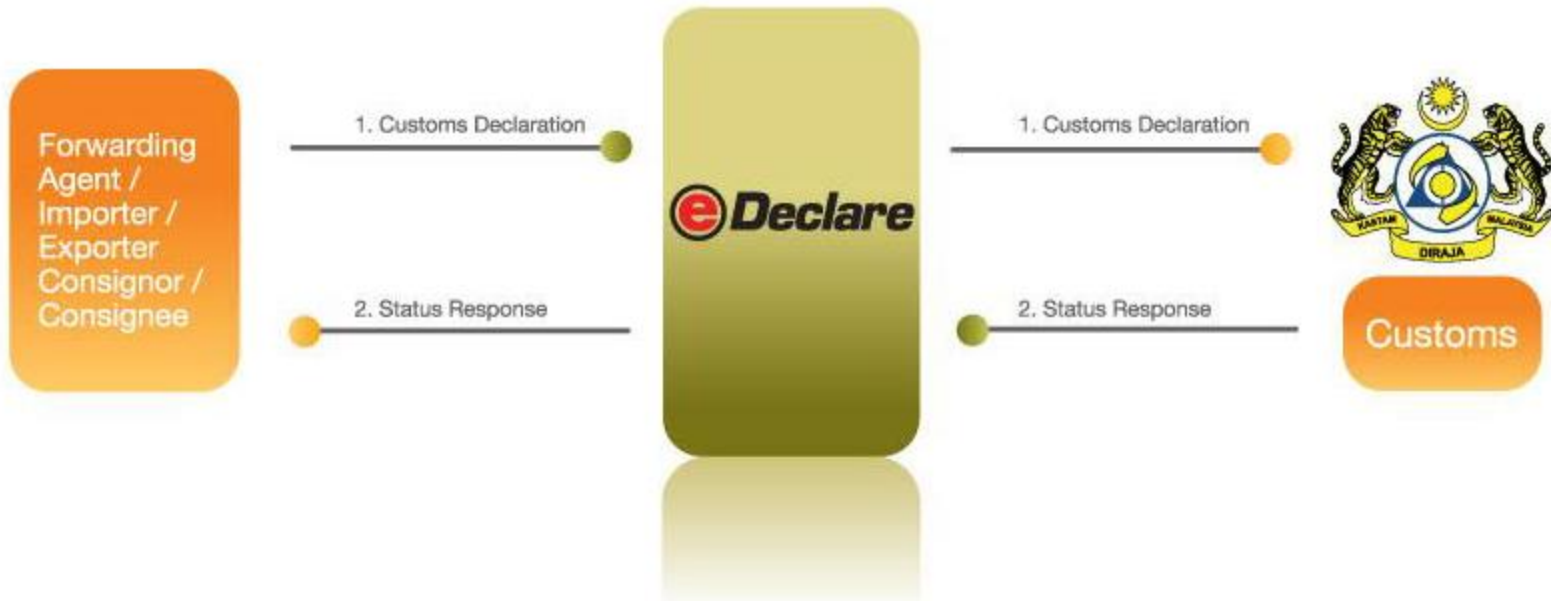 Forwarding
Agent /
Importer /
Exporter
Consignor /
Consignee
1. Customs Declaration
2. Status Response
eDeclare
1. Customs Declaration
2. Status Response
KASTAM
DIRAJA
MALAYSIA
Customs